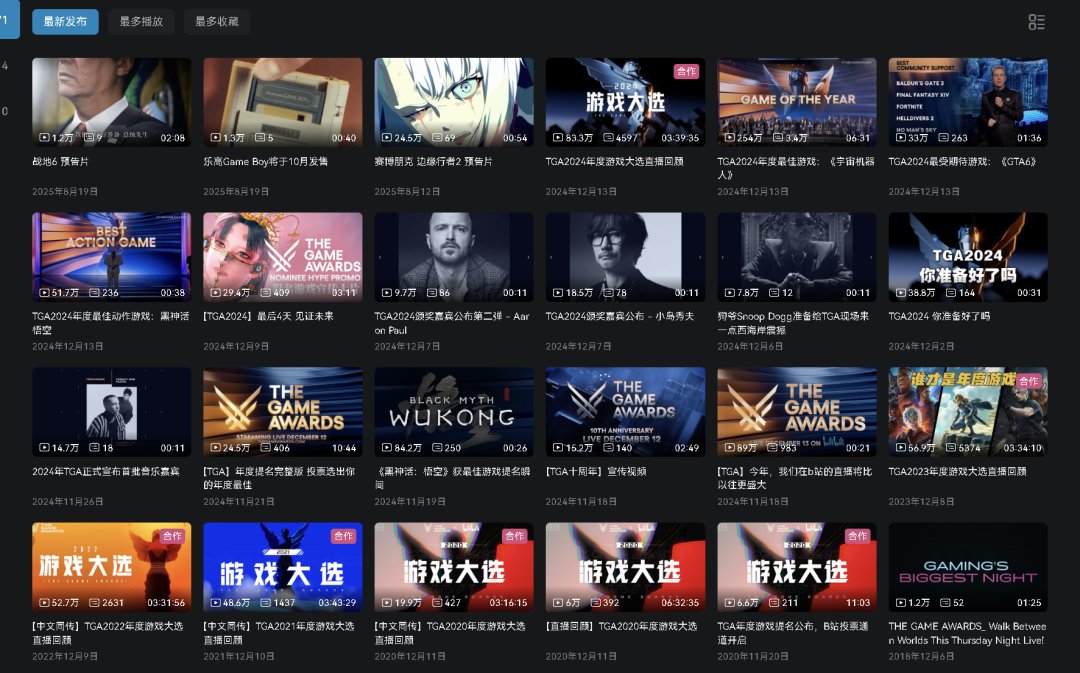 最新发布
最多播放
最多收藏
1.2万 9 02:08
1.3万 5 00:40
24.5万 69 00:54
合作
2024
游戏大选
83.3万 4597 03:39:35
GAME OF THE YEAR
254万 3.4万 06:31
BEST
COMMUNITY SUPPORT
BALDUR'S GATE 3
FINAL FANTASY XIV
FORTNITE
HELLDIVERS 2
NO MAN'S SKY
33万 263 01:36
战地6 预告片
乐高Game Boy将于10月发售
赛博朋克 边缘行者2 预告片
TGA2024年度游戏大选直播回顾
TGA2024年度最佳游戏：《宇宙机器
人》
TGA2024最受期待游戏：《GTA6》
2025年8月19日
2025年8月19日
2025年8月12日
2024年12月13日
2024年12月13日
2024年12月13日
BEST
ACTION GAME
51.7万 236 00:38
THE
GAME
AWARDS
NOMINEE HYPE PROMO
29.4万 409 03:11
9.7万 86 00:11
18.5万 78 00:11
7.8万 12 00:11
TGA2024
你准备好了吗
38.8万 164 00:31
TGA2024年度最佳动作游戏：黑神话
悟空
【TGA2024】最后4天 见证未来
TGA2024颁奖嘉宾公布第二弹 - Aar
on Paul
TGA2024颁奖嘉宾公布 - 小岛秀夫
狗爷Snoop Dogg准备给TGA现场来
一点西海岸震撼
TGA2024 你准备好了吗
2024年12月13日
2024年12月9日
2024年12月7日
2024年12月7日
2024年12月6日
2024年12月2日
14.7万 18 00:11
THE
GAME
AWARDS
STREAMING LIVE DECEMBER 12
24.5万 406 10:44
BLACK MYTH
WUKONG
84.2万 250 00:26
THE
GAME
AWARDS
10TH ANNIVERSARY
LIVE DECEMBER 12
15.2万 140 02:49
THE
GAME
AWARDS
89万 983 00:21
谁才是年度游戏
合作
56.9万 5374 03:34:10
2024年TGA正式宣布首批音乐嘉宾
【TGA】年度提名完整版 投票选出你
的年度最佳
《黑神话：悟空》获最佳游戏提名瞬
间
【TGA十周年】宣传视频
【TGA】今年，我们在b站的直播将比
以往更盛大
TGA2023年度游戏大选直播回顾
2024年11月26日
2024年11月21日
2024年11月19日
2024年11月18日
2024年11月18日
2023年12月8日
合作
2022
游戏大选
THE GAME AWARDS
52.7万 2631 03:31:56
合作
2021
游戏大选
48.6万 1437 03:43:29
合作
2020
游戏大选
19.9万 427 03:16:15
2020
游戏大选
6万 392 06:32:35
合作
2020
游戏大选
6.6万 211 11:03
GAMING'S
BIGGEST NIGHT
1.2万 52 01:25
【中文同传】TGA2022年度游戏大选
直播回顾
【中文同传】TGA2021年度游戏大选
直播回顾
【中文同传】TGA2020年度游戏大选
直播回顾
【直播回顾】TGA2020年度游戏大选
TGA年度游戏提名公布，B站投票通
道开启
THE GAME AWARDS_ Walk Betwee
n Worlds This Thursday Night Live!
2022年12月9日
2021年12月10日
2020年12月11日
2020年12月11日
2020年11月20日
2018年12月6日